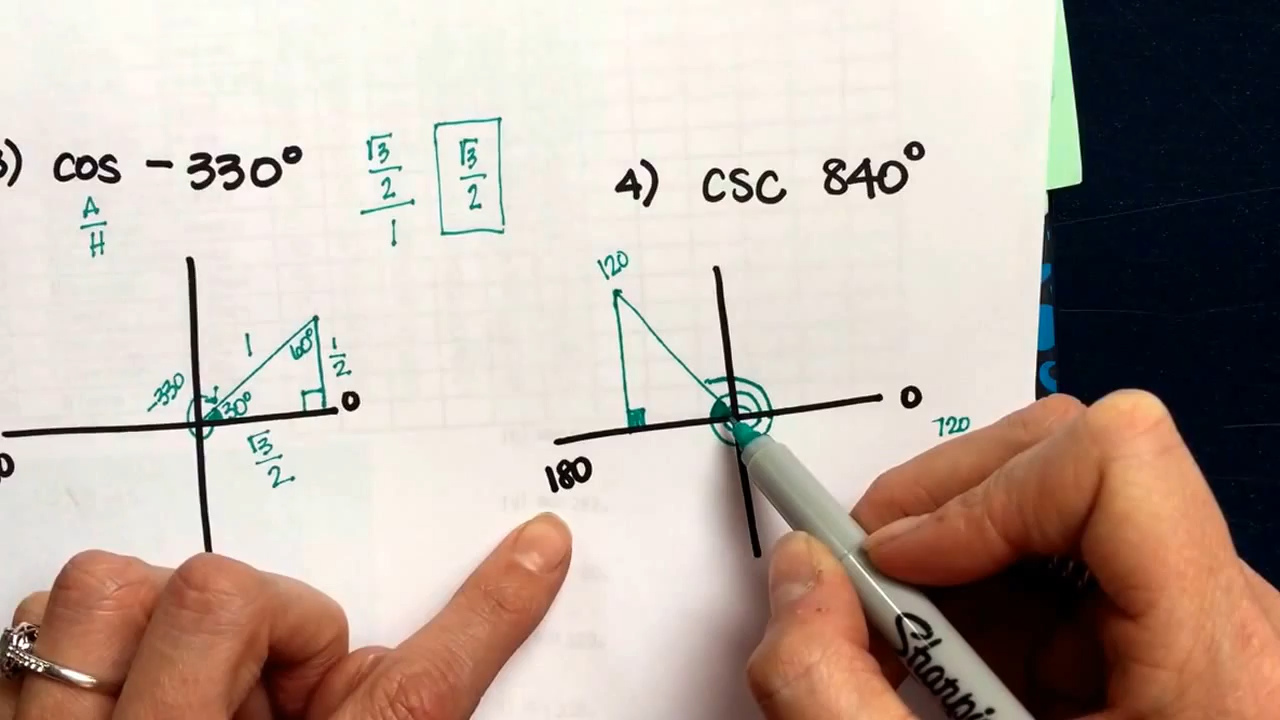 3) cos -330°
A/H
√3/2 / 1
√3/2
1
60°
1/2
-330
30°
0
√3/2
4) CSC 840°
120
0
720
180
Sharpi